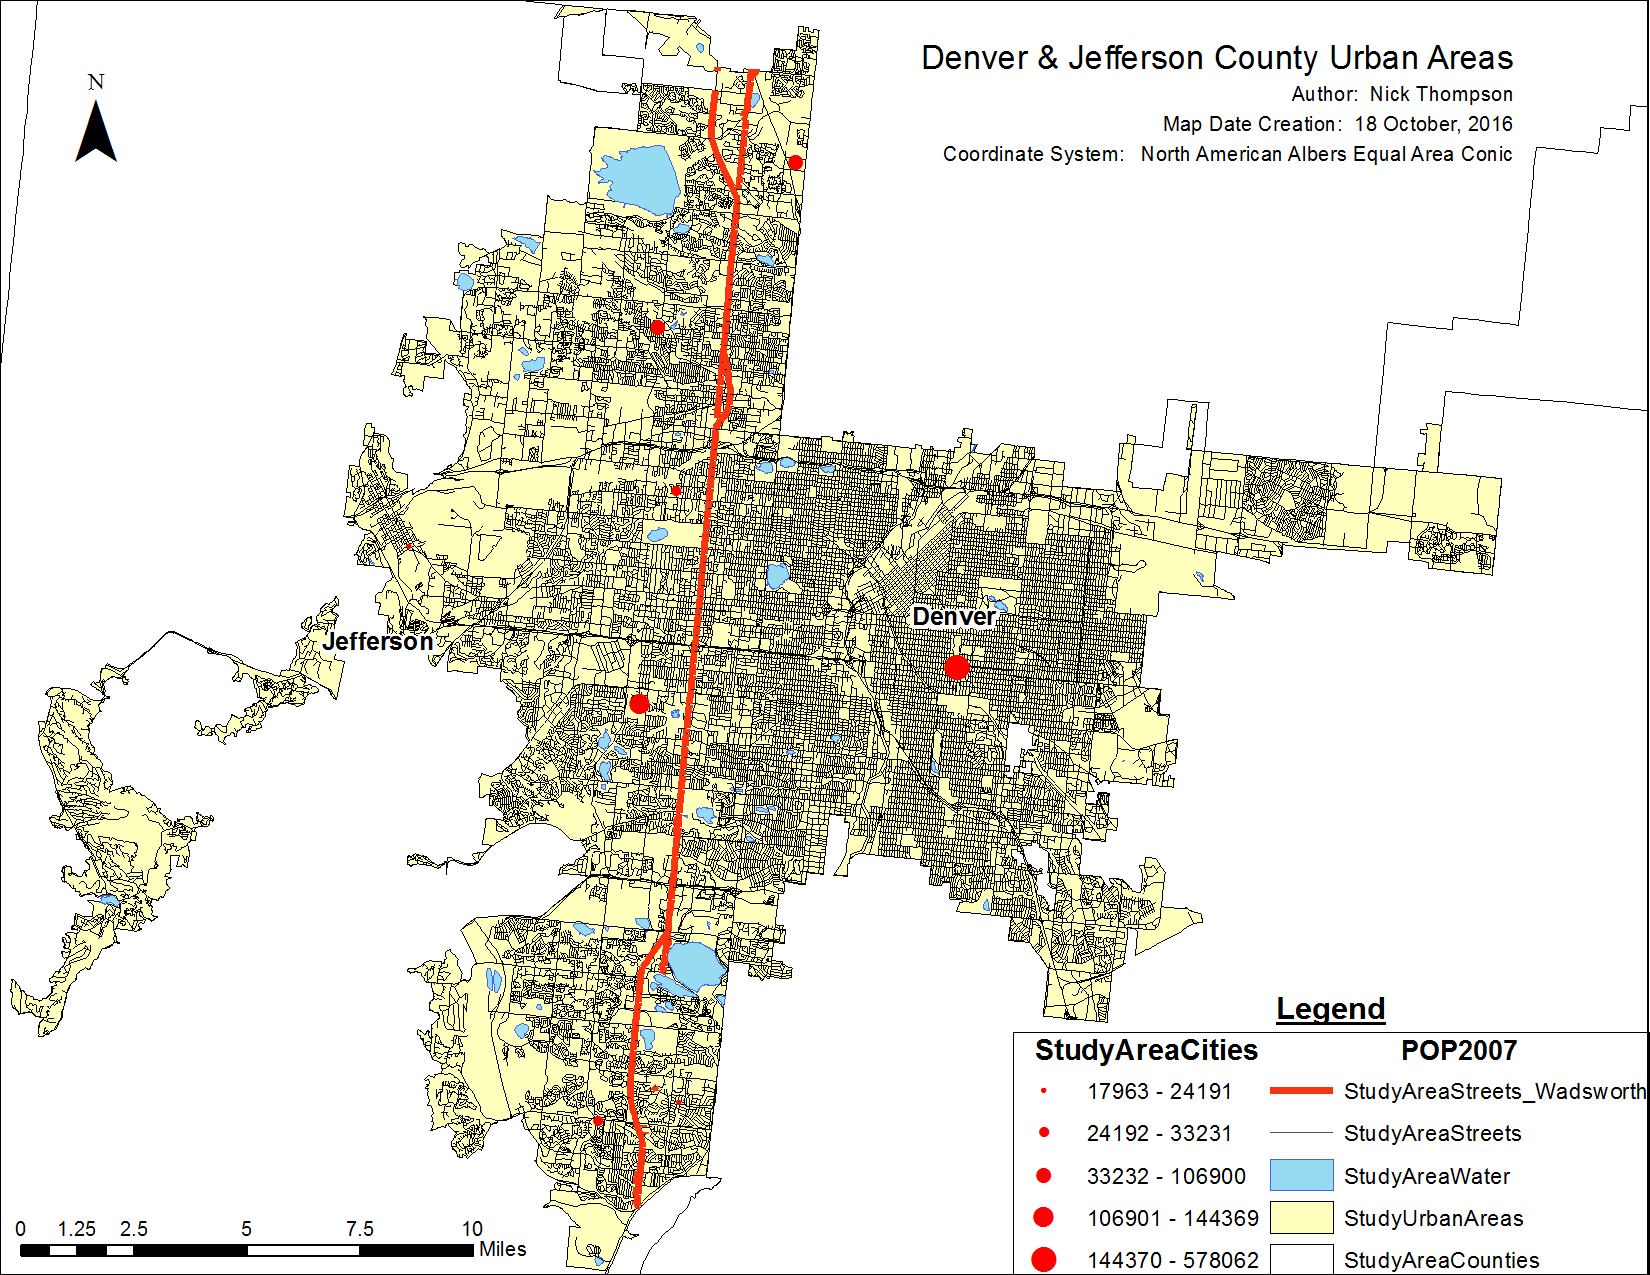 Denver & Jefferson County Urban Areas
Author: Nick Thompson
Map Date Creation: 18 October, 2016
Coordinate System: North American Albers Equal Area Conic
N
Denver
Jefferson
Legend
StudyAreaCities POP2007
17963 - 24191 StudyAreaStreets_Wadsworth
24192 - 33231 StudyAreaStreets
33232 - 106900 StudyAreaWater
106901 - 144369 StudyUrbanAreas
144370 - 578062 StudyAreaCounties
0 1.25 2.5 5 7.5 10
Miles